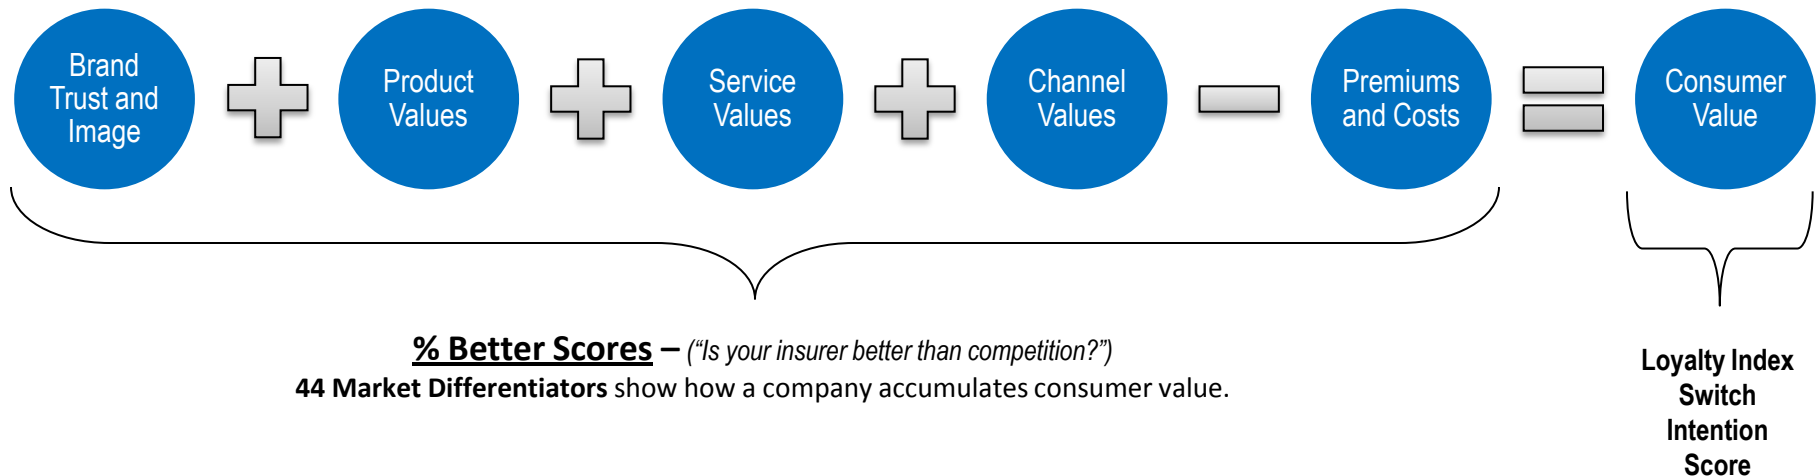 Brand
Trust and
Image
Product
Values
Service
Values
Channel
Values
Premiums
and Costs
Consumer
Value
% Better Scores – (“Is your insurer better than competition?”)
44 Market Differentiators show how a company accumulates consumer value.
Loyalty Index
Switch
Intention
Score